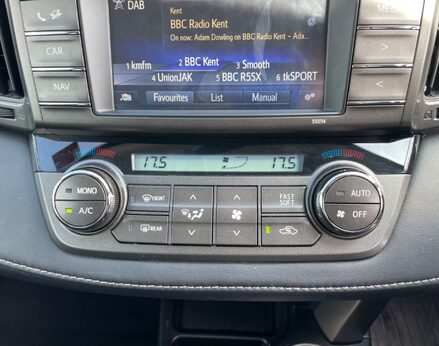 DAB
Kent
BBC Radio Kent
On now: Adam Dowling on BBC Radio Kent - Ada...
1 kmfm 2 BBC Kent 3 Smooth
4 UnionJAK 5 BBC R5SX 6 tkSPORT
Favourites List Manual
MEDIA
CAR
NAV
510014
17.5 17.5
MONO
A/C
FRONT
REAR
FAST
SOFT
AUTO
OFF